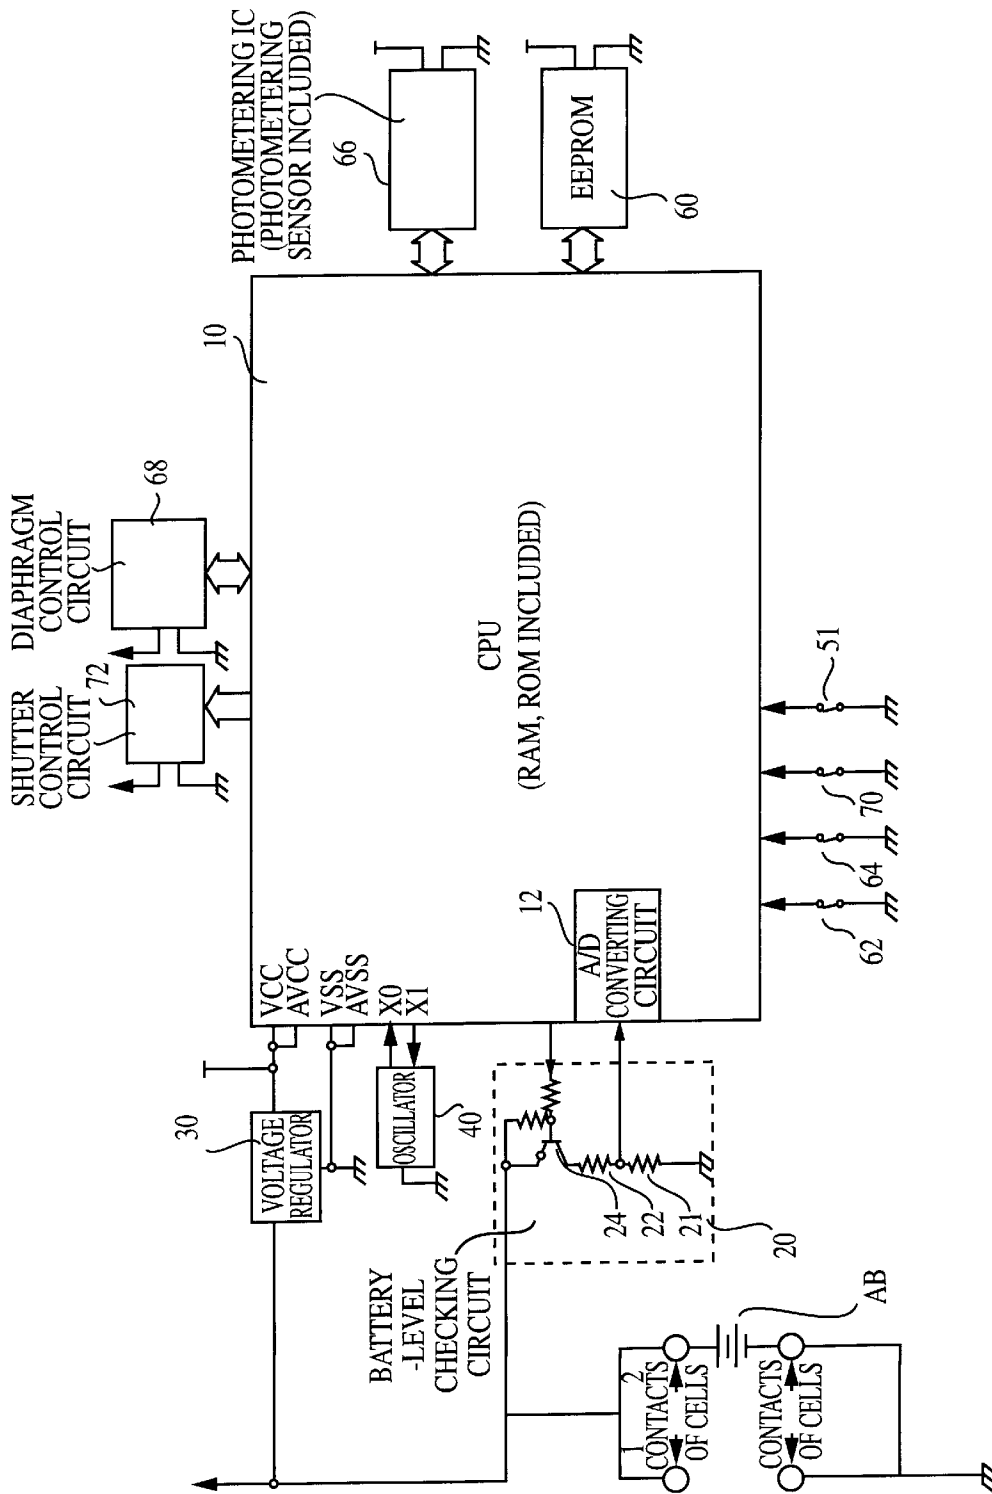 PHOTOMETERING IC
(PHOTOMETERING
SENSOR INCLUDED)
66
EEPROM
60
10
DIAPHRAGM
CONTROL
CIRCUIT
68
SHUTTER
CONTROL
CIRCUIT
72
CPU
(RAM, ROM INCLUDED)
51
70
64
62
12
A/D
CONVERTING
CIRCUIT
VCC
AVCC
VSS
AVSS
X0
X1
30
VOLTAGE
REGULATOR
OSCILLATOR
40
24
22
21
20
BATTERY
-LEVEL
CHECKING
CIRCUIT
AB
1
2
CONTACTS
OF CELLS
CONTACTS
OF CELLS